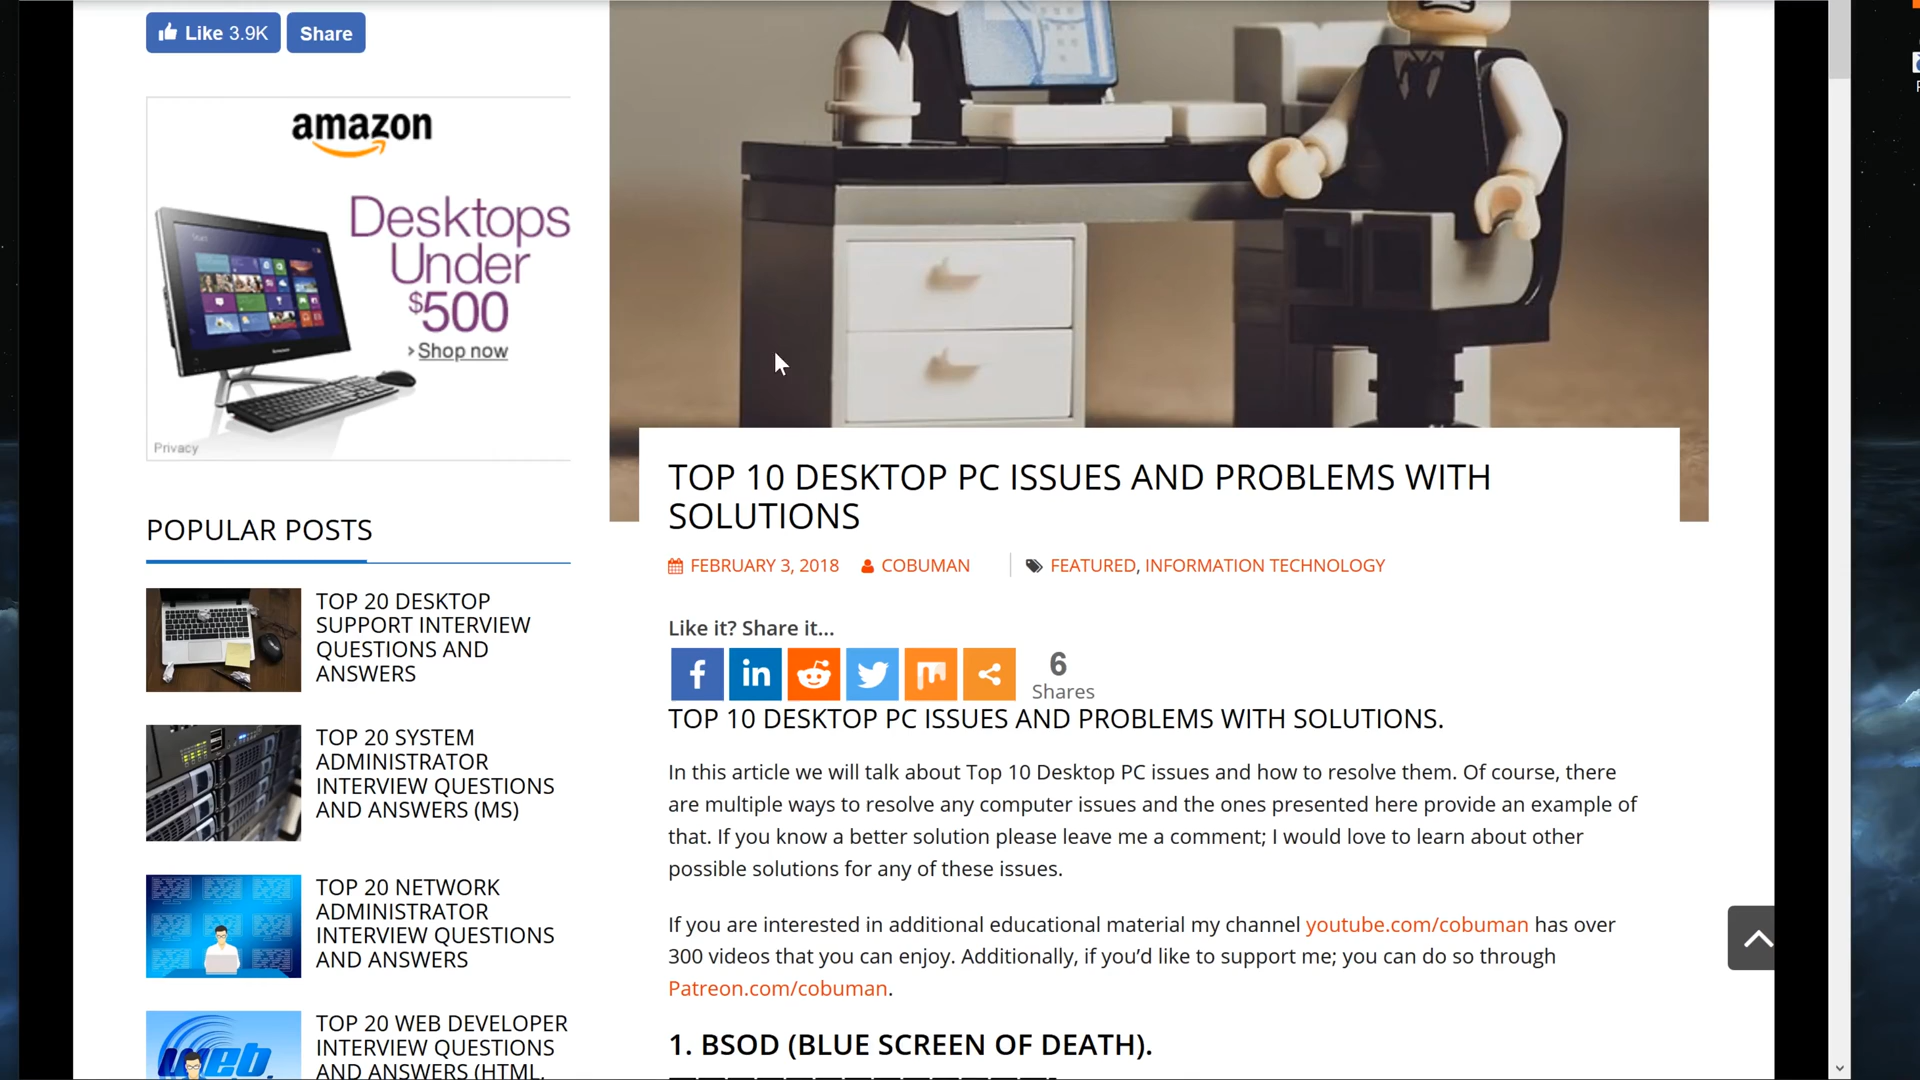 Like 3.9K Share
amazon
Desktops
Under
$500
Shop now
Privacy
POPULAR POSTS
TOP 20 DESKTOP
SUPPORT INTERVIEW
QUESTIONS AND
ANSWERS
TOP 20 SYSTEM
ADMINISTRATOR
INTERVIEW QUESTIONS
AND ANSWERS (MS)
TOP 20 NETWORK
ADMINISTRATOR
INTERVIEW QUESTIONS
AND ANSWERS
web
TOP 20 WEB DEVELOPER
INTERVIEW QUESTIONS
AND ANSWERS (HTML,
TOP 10 DESKTOP PC ISSUES AND PROBLEMS WITH
SOLUTIONS
FEBRUARY 3, 2018 COBUMAN FEATURED, INFORMATION TECHNOLOGY
Like it? Share it...
6
Shares
TOP 10 DESKTOP PC ISSUES AND PROBLEMS WITH SOLUTIONS.
In this article we will talk about Top 10 Desktop PC issues and how to resolve them. Of course, there
are multiple ways to resolve any computer issues and the ones presented here provide an example of
that. If you know a better solution please leave me a comment; I would love to learn about other
possible solutions for any of these issues.
If you are interested in additional educational material my channel youtube.com/cobuman has over
300 videos that you can enjoy. Additionally, if you’d like to support me; you can do so through
Patreon.com/cobuman.
1. BSOD (BLUE SCREEN OF DEATH).